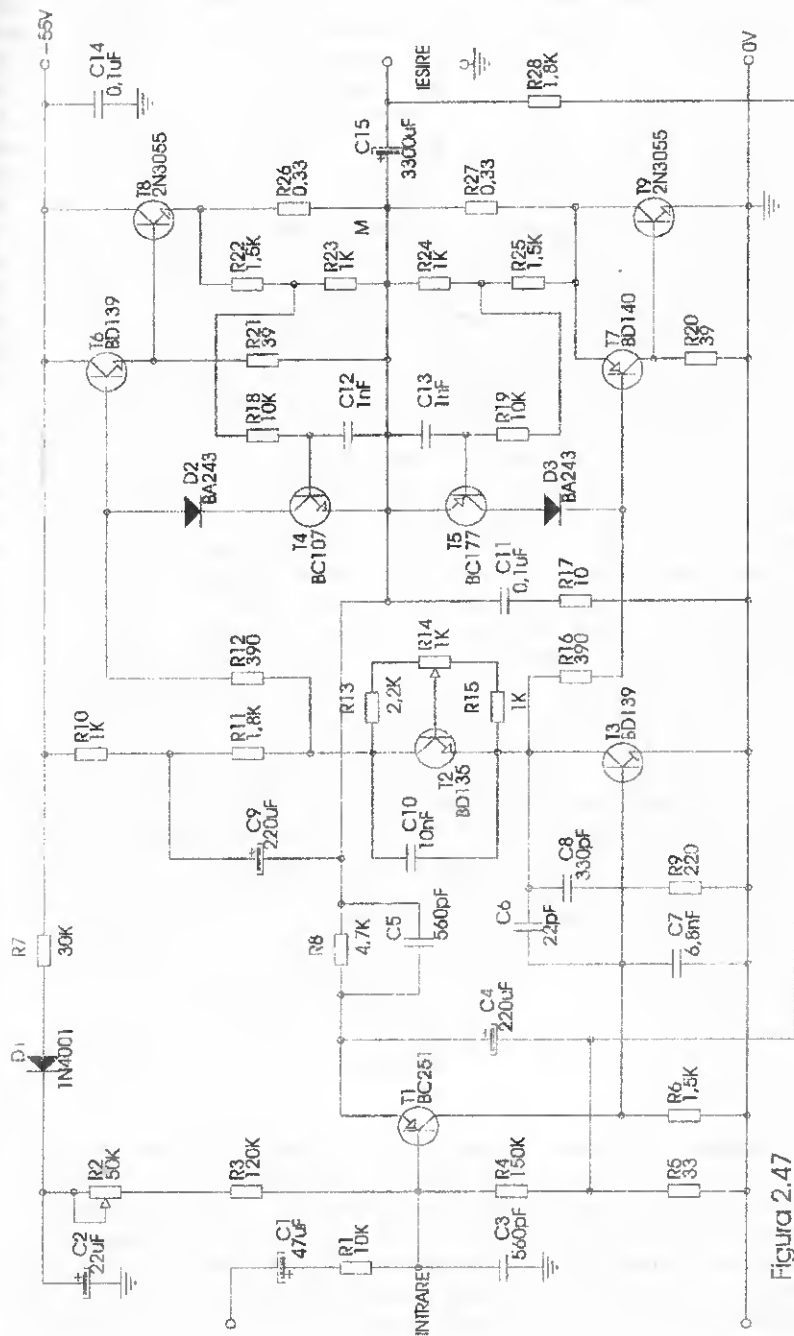 +55V
C14
0,1uF
R7
30K
D1
1N4001
R2
50K
C2
22uF
R3
120K
C1
47uF
R1
10K
INTRARE
C3
560pF
R4
150K
R5
33
T1
BC251
R6
1,5K
C4
220uF
R8
4,7K
C5
560pF
C9
220uF
R10
1K
R11
1,8K
R12
390
C10
10nF
T2
BD135
R13
2,2K
R14
1K
R15
1K
C6
22pF
C8
330pF
R9
220
C7
6,8nF
T3
BD139
R16
390
C11
0,1uF
R17
10
D2
BA243
T4
BC107
T5
BC177
D3
BA243
R18
10K
C12
1nF
C13
1nF
R19
10K
T6
BD139
R21
39
T7
BD140
R20
39
R22
1,5K
R23
1K
R24
1K
R25
1,5K
M
T8
2N3055
R26
0,33
R27
0,33
T9
2N3055
C15
3300uF
IESIRE
R28
1,8K
0V
Figura 2.47